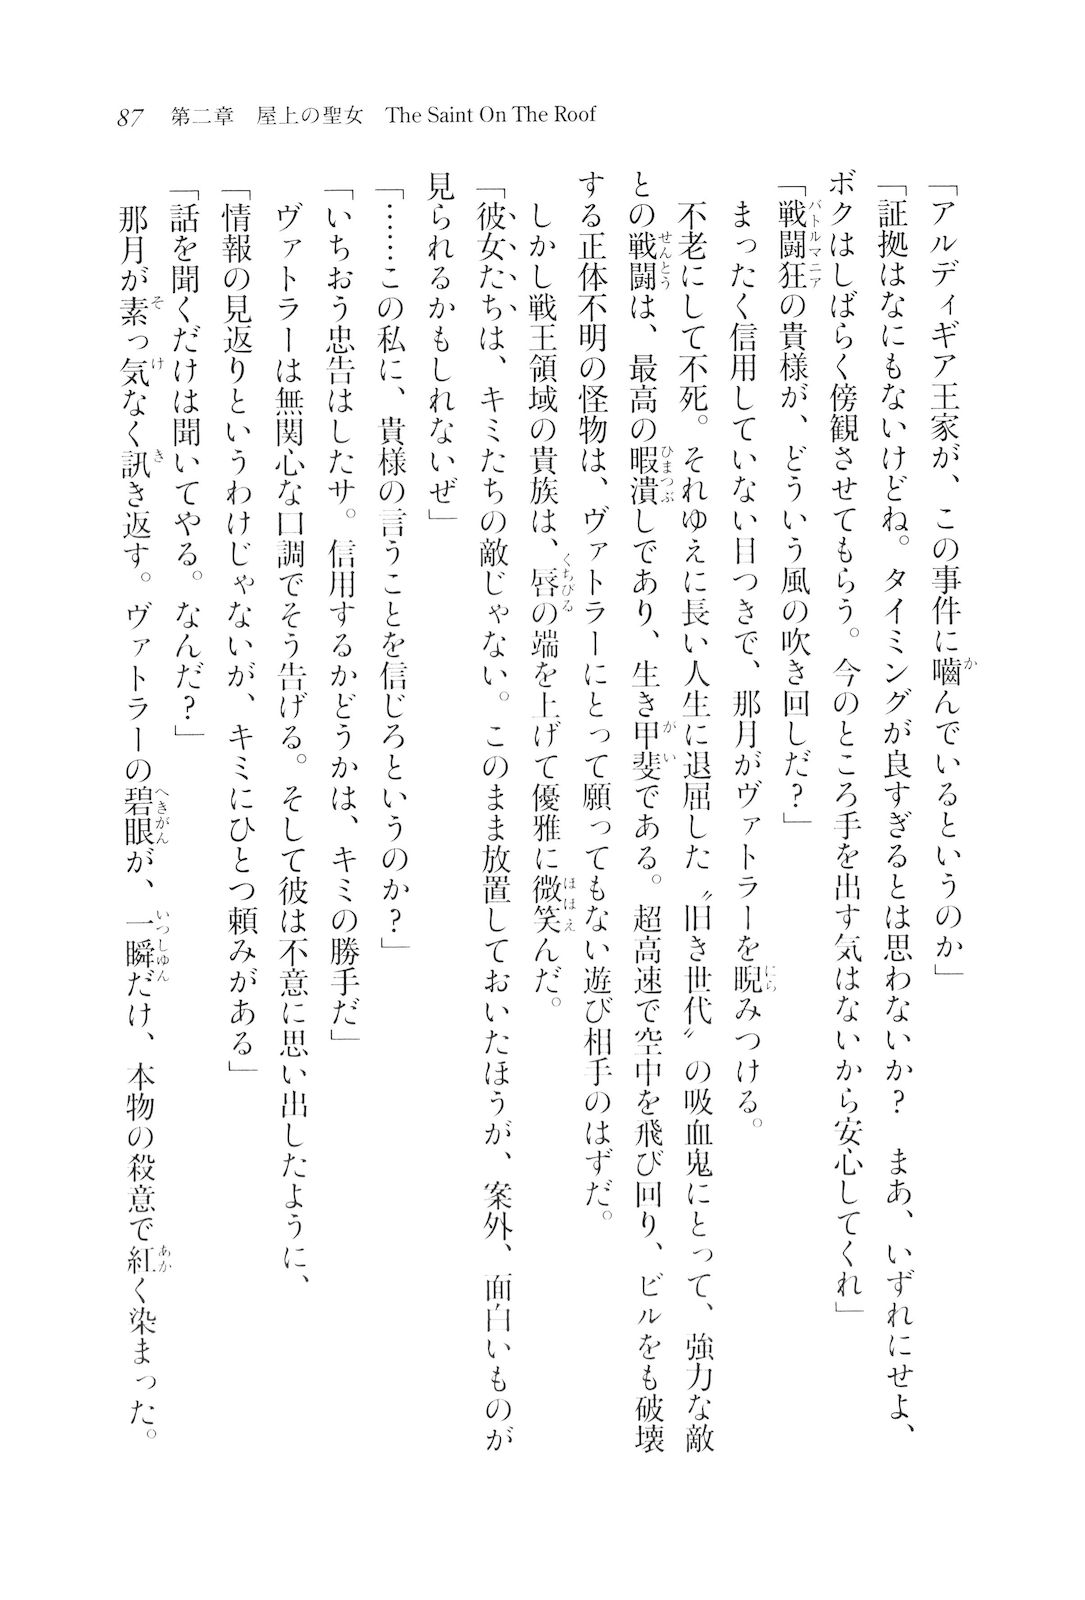 87 第二章 屋上の聖女 The Saint On The Roof
「アルディギア王家が、この事件に嚙んでいるというのか」
「証拠はなにもないけどね。タイミングが良すぎるとは思わないか？　まあ、いずれにせよ、
ボクはしばらく傍観させてもらう。今のところ手を出す気はないから安心してくれ」
「戦闘狂の貴様が、どういう風の吹き回しだ？」
　まったく信用していない目つきで、那月がヴァトラーを睨みつける。
　不老にして不死。それゆえに長い人生に退屈した〝旧き世代〟の吸血鬼にとって、強力な敵
との戦闘は、最高の暇潰しであり、生き甲斐である。超高速で空中を飛び回り、ビルをも破壊
する正体不明の怪物は、ヴァトラーにとって願ってもない遊び相手のはずだ。
　しかし戦王領域の貴族は、唇の端を上げて優雅に微笑んだ。
「彼女たちは、キミたちの敵じゃない。このまま放置しておいたほうが、案外、面白いものが
見られるかもしれないぜ」
「……この私に、貴様の言うことを信じろというのか？」
「いちおう忠告はしたサ。信用するかどうかは、キミの勝手だ」
　ヴァトラーは無関心な口調でそう告げる。そして彼は不意に思い出したように、
「情報の見返りというわけじゃないが、キミにひとつ頼みがある」
「話を聞くだけは聞いてやる。なんだ？」
　那月が素っ気なく訊き返す。ヴァトラーの碧眼が、一瞬だけ、本物の殺意で紅く染まった。